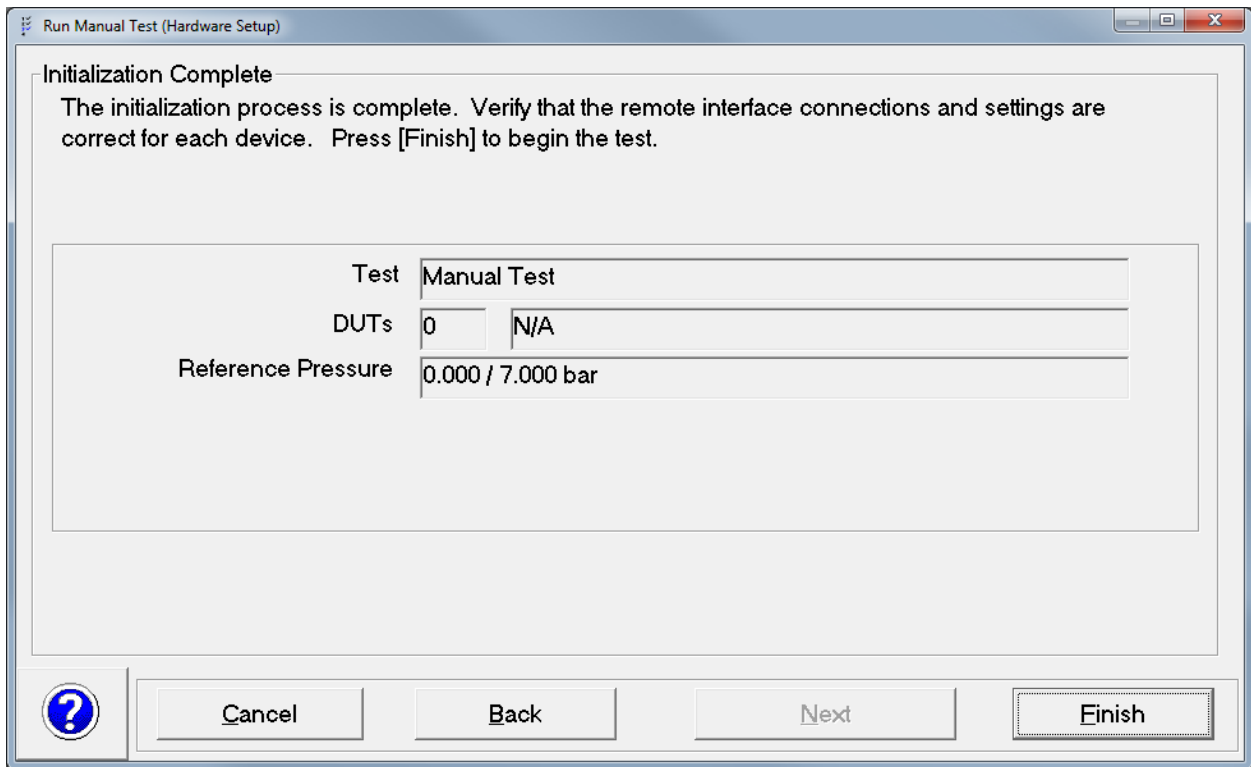 Run Manual Test (Hardware Setup)
Initialization Complete
The initialization process is complete.  Verify that the remote interface connections and settings are
correct for each device.   Press [Finish] to begin the test.
Test Manual Test
DUTs 0 N/A
Reference Pressure 0.000 / 7.000 bar
? Cancel Back Next Finish